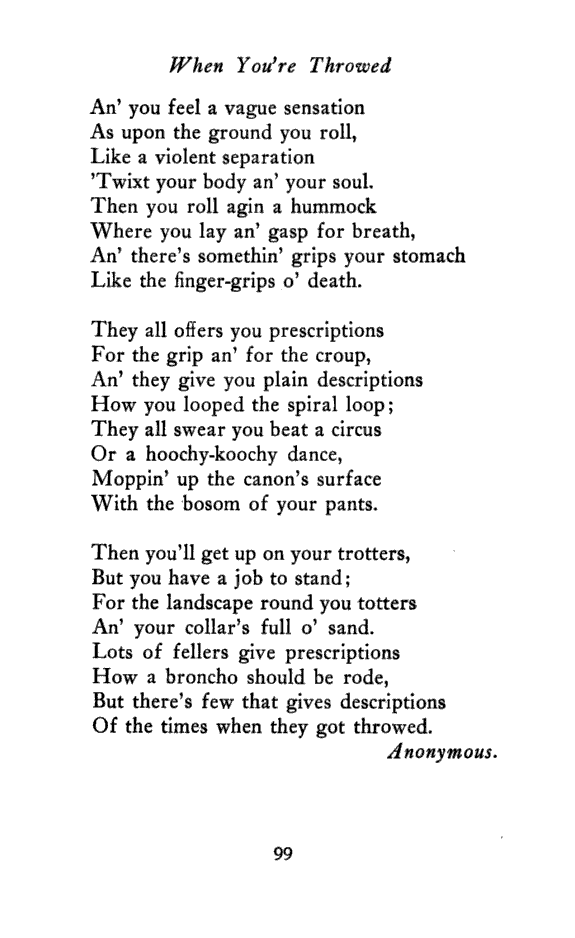 When You're Throwed
An' you feel a vague sensation
As upon the ground you roll,
Like a violent separation
'Twixt your body an' your soul.
Then you roll agin a hummock
Where you lay an' gasp for breath,
An' there's somethin' grips your stomach
Like the finger-grips o' death.
They all offers you prescriptions
For the grip an' for the croup,
An' they give you plain descriptions
How you looped the spiral loop;
They all swear you beat a circus
Or a hoochy-koochy dance,
Moppin' up the canon's surface
With the bosom of your pants.
Then you'll get up on your trotters,
But you have a job to stand;
For the landscape round you totters
An' your collar's full o' sand.
Lots of fellers give prescriptions
How a broncho should be rode,
But there's few that gives descriptions
Of the times when they got throwed.
Anonymous.
99